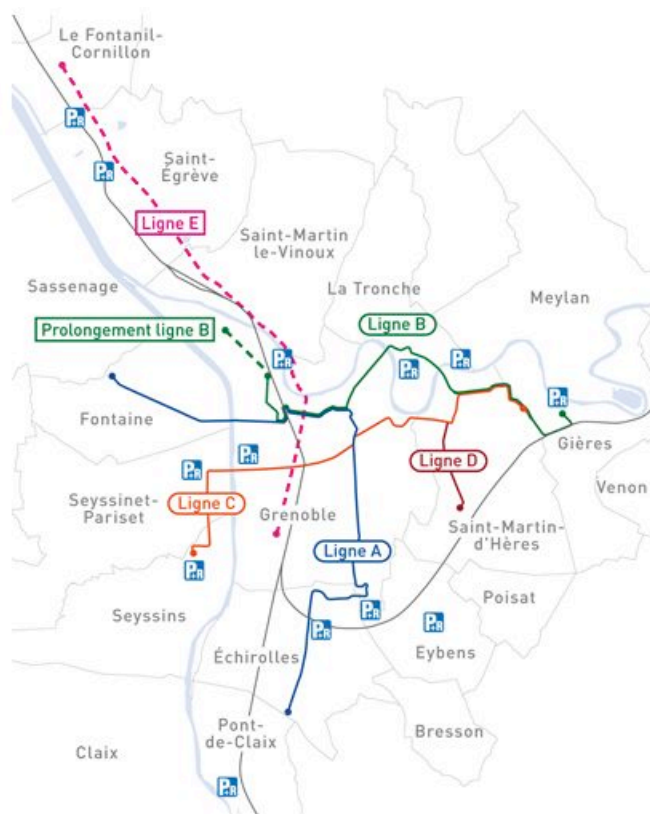 Le Fontanil-
Cornillon
P+R
P+R
Saint-
Égrève
Ligne E
Saint-Martin
le-Vinoux
Sassenage
La Tronche
Meylan
Prolongement ligne B
Ligne B
P+R
P+R
P+R
P+R
Fontaine
Gières
P+R
P+R
Ligne D
Venon
Seyssinet-
Pariset
Ligne C
Grenoble
Saint-Martin-
d'Hères
Ligne A
P+R
Poisat
Seyssins
P+R
P+R
P+R
Eybens
Échirolles
Pont-
de-Claix
Bresson
Claix
P+R